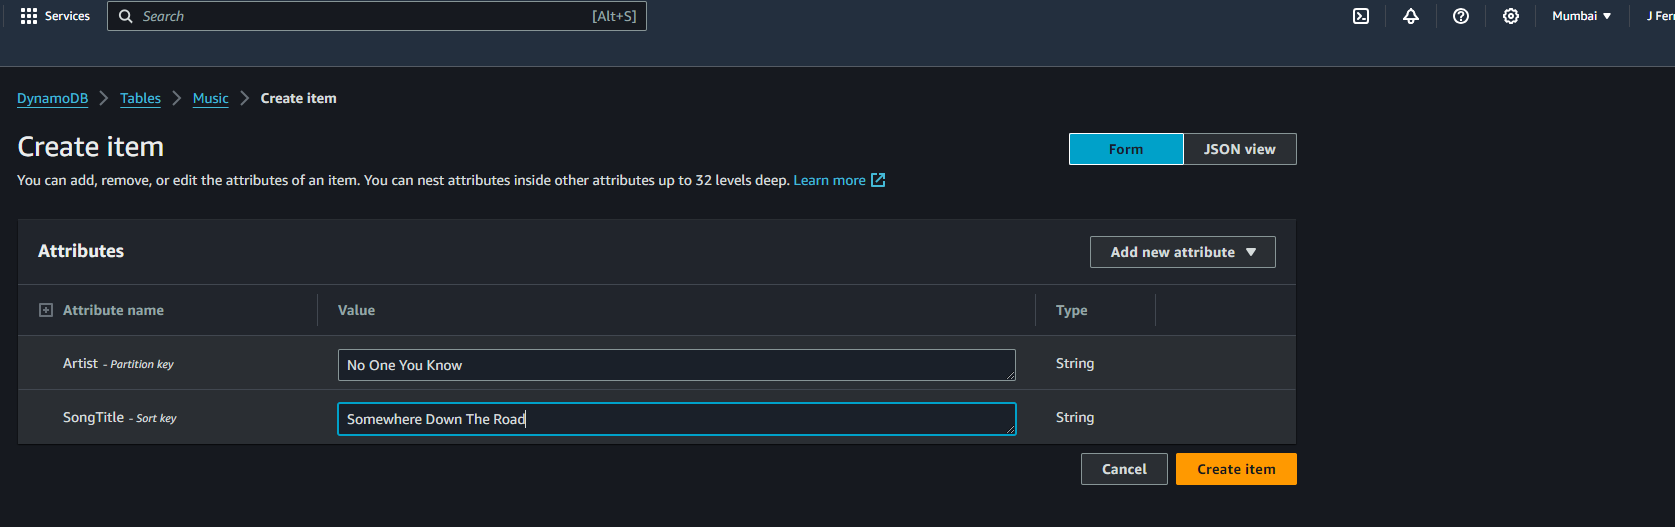 Services
Search [Alt+S]
Mumbai ▼
J Fer
DynamoDB > Tables > Music > Create item
Create item
Form
JSON view
You can add, remove, or edit the attributes of an item. You can nest attributes inside other attributes up to 32 levels deep. Learn more
Attributes
Add new attribute ▼
Attribute name Value Type
Artist - Partition key No One You Know String
SongTitle - Sort key Somewhere Down The Road String
Cancel
Create item